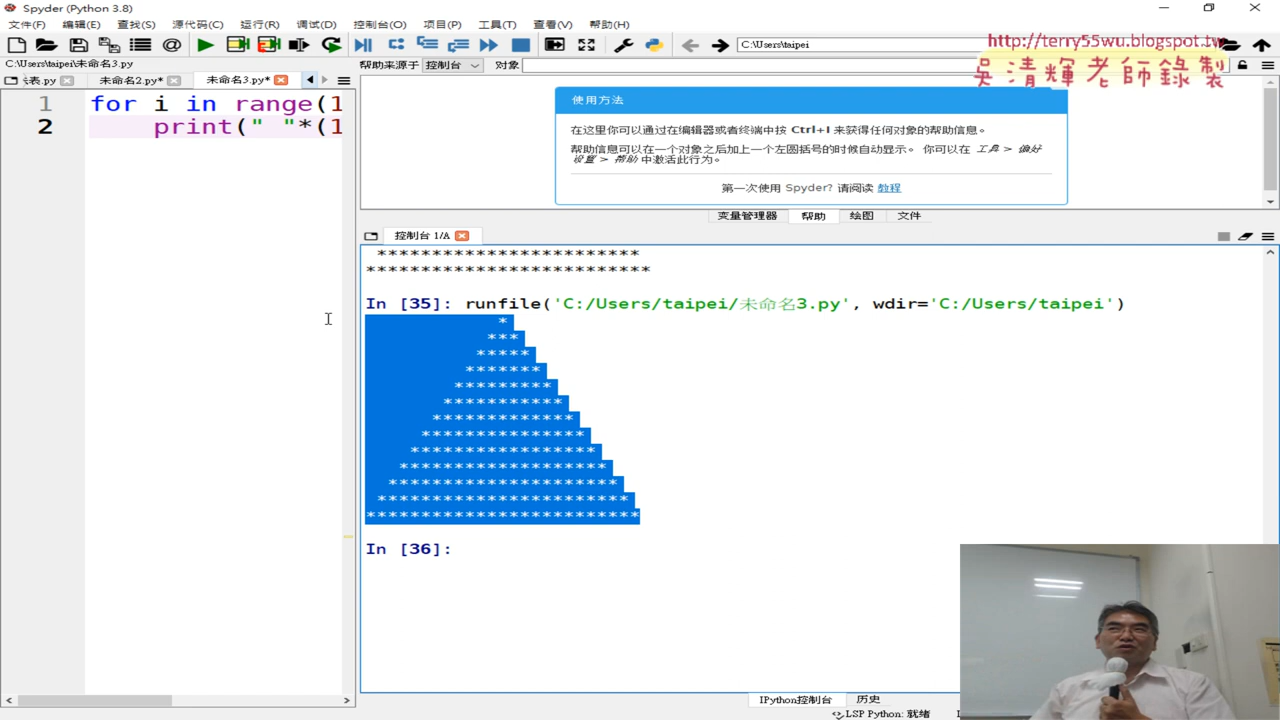 Spyder (Python 3.8)
文件(F) 编辑(E) 查找(S) 源代码(C) 运行(R) 调试(D) 控制台(O) 项目(P) 工具(T) 查看(V) 帮助(H)
C:\Users\taipei
http://terry55wu.blogspot.tw
吳清輝老師錄製
C:\Users\taipei\未命名3.py
表.py 未命名2.py* 未命名3.py*
帮助来源于 控制台 对象
1 for i in range(1
2 print(" "*(1
使用方法
在这里你可以通过在编辑器或者终端中按 Ctrl+I 来获得任何对象的帮助信息。
帮助信息可以在一个对象之后加上一个左圆括号的时候自动显示。 你可以在 工具 > 偏好
设置 > 帮助 中激活此行为。
第一次使用 Spyder? 请阅读 教程
变量管理器 帮助 绘图 文件
控制台 1/A
************************
**************************
In [35]: runfile('C:/Users/taipei/未命名3.py', wdir='C:/Users/taipei')
*
***
*****
*******
*********
***********
*************
***************
*****************
*******************
*********************
***********************
*************************
In [36]:
IPython控制台 历史
LSP Python: 就绪